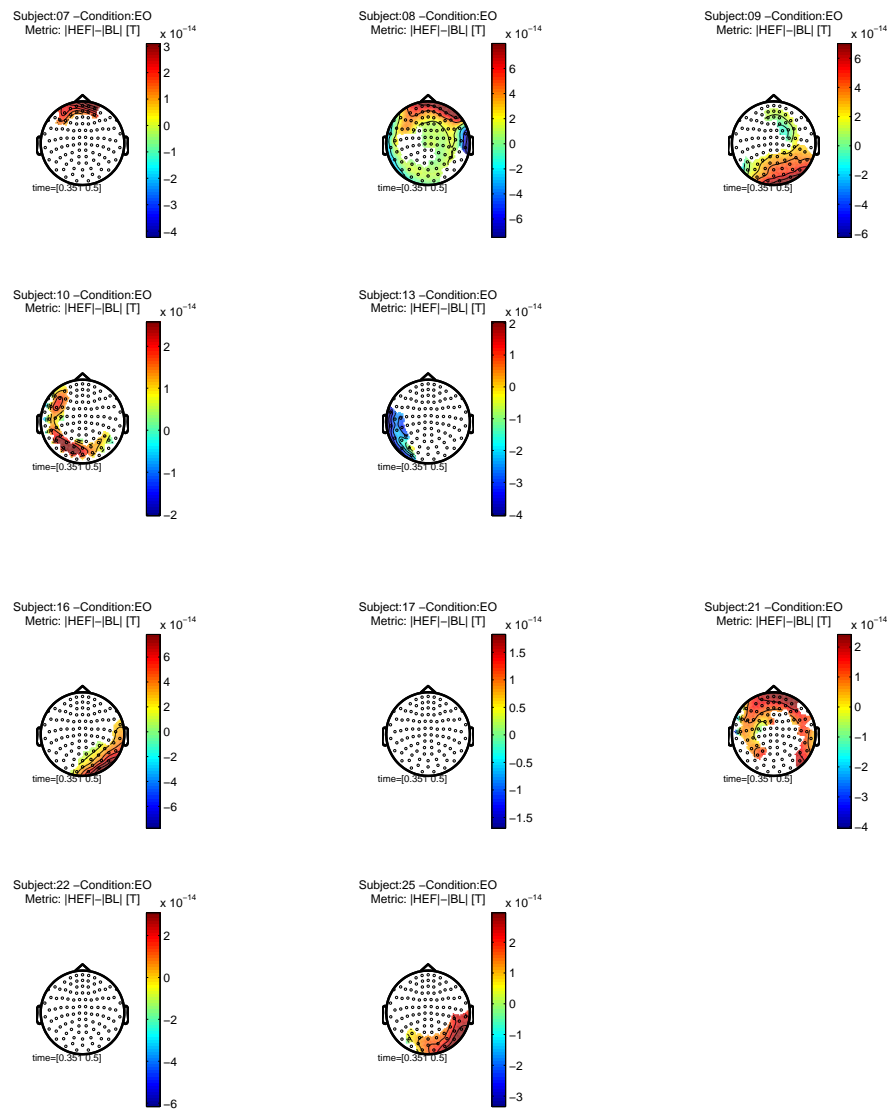 Subject:07 −Condition:EO
Metric: |HEF|−|BL| [T]
x 10−14
3
2
1
0
−1
−2
−3
−4
time=[0.351 0.5]
Subject:08 −Condition:EO
Metric: |HEF|−|BL| [T]
x 10−14
6
4
2
0
−2
−4
−6
time=[0.351 0.5]
Subject:09 −Condition:EO
Metric: |HEF|−|BL| [T]
x 10−14
6
4
2
0
−2
−4
−6
time=[0.351 0.5]
Subject:10 −Condition:EO
Metric: |HEF|−|BL| [T]
x 10−14
2
1
0
−1
−2
time=[0.351 0.5]
Subject:13 −Condition:EO
Metric: |HEF|−|BL| [T]
x 10−14
2
1
0
−1
−2
−3
−4
time=[0.351 0.5]
Subject:16 −Condition:EO
Metric: |HEF|−|BL| [T]
x 10−14
6
4
2
0
−2
−4
−6
time=[0.351 0.5]
Subject:17 −Condition:EO
Metric: |HEF|−|BL| [T]
x 10−14
1.5
1
0.5
0
−0.5
−1
−1.5
time=[0.351 0.5]
Subject:21 −Condition:EO
Metric: |HEF|−|BL| [T]
x 10−14
2
1
0
−1
−2
−3
−4
time=[0.351 0.5]
Subject:22 −Condition:EO
Metric: |HEF|−|BL| [T]
x 10−14
2
0
−2
−4
−6
time=[0.351 0.5]
Subject:25 −Condition:EO
Metric: |HEF|−|BL| [T]
x 10−14
2
1
0
−1
−2
−3
time=[0.351 0.5]